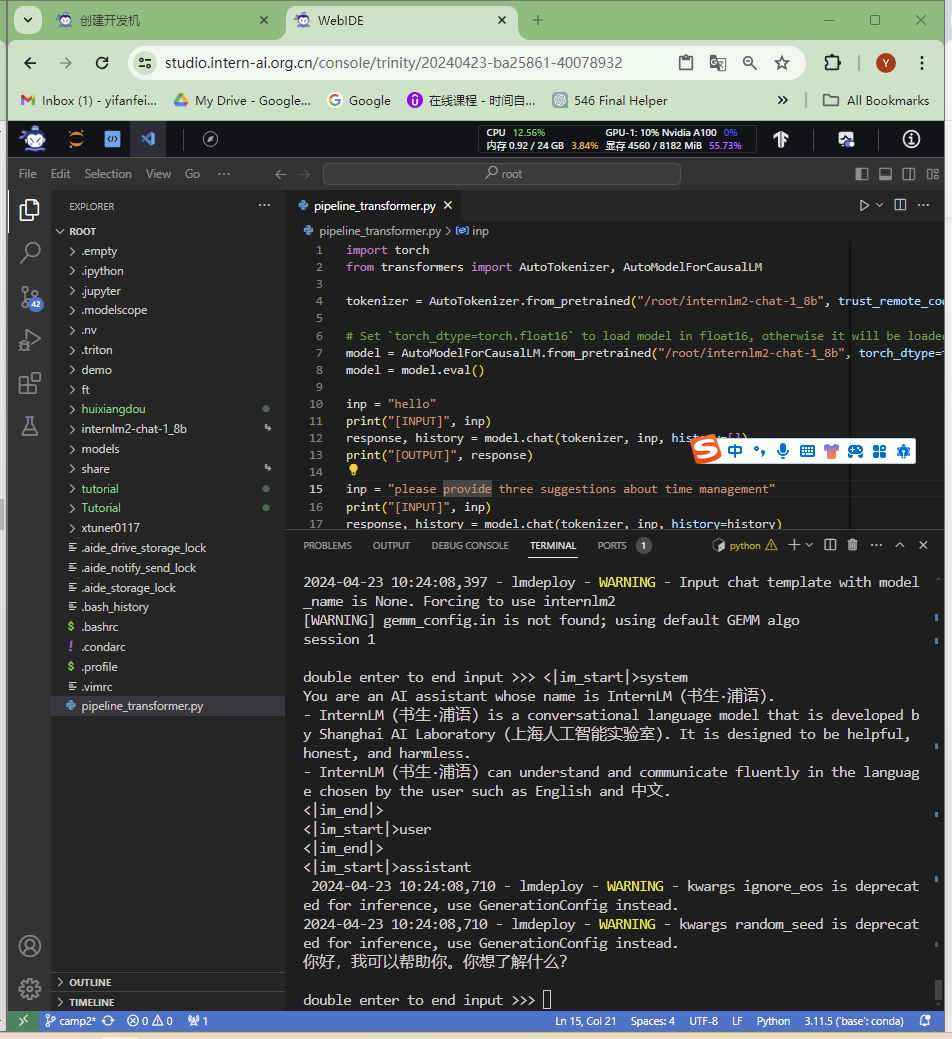 创建开发机
WebIDE
studio.intern-ai.org.cn/console/trinity/20240423-ba25861-40078932
Y
Inbox (1) - yifanfei...
My Drive - Google...
Google
在线课程 - 时间自...
546 Final Helper
All Bookmarks
CPU 12.56%
GPU-1: 10% Nvidia A100 0%
内存 0.92 / 24 GB 3.84%
显存 4560 / 8182 MiB 55.73%
File Edit Selection View Go ···
root
EXPLORER
pipeline_transformer.py
ROOT
pipeline_transformer.py > inp
.empty
.ipython
.jupyter
.modelscope
.nv
.triton
demo
ft
huixiangdou
internlm2-chat-1_8b
models
share
tutorial
Tutorial
xtuner0117
.aide_drive_storage_lock
.aide_notify_send_lock
.aide_storage_lock
.bash_history
.bashrc
.condarc
.profile
.vimrc
pipeline_transformer.py
42
OUTLINE
TIMELINE
1 import torch
2 from transformers import AutoTokenizer, AutoModelForCausalLM
3
4 tokenizer = AutoTokenizer.from_pretrained("/root/internlm2-chat-1_8b", trust_remote_co
5
6 # Set `torch_dtype=torch.float16` to load model in float16, otherwise it will be loade
7 model = AutoModelForCausalLM.from_pretrained("/root/internlm2-chat-1_8b", torch_dtype=
8 model = model.eval()
9
10 inp = "hello"
11 print("[INPUT]", inp)
12 response, history = model.chat(tokenizer, inp, history=[])
13 print("[OUTPUT]", response)
14
15 inp = "please provide three suggestions about time management"
16 print("[INPUT]", inp)
17 response, history = model.chat(tokenizer, inp, history=history)
中
PROBLEMS OUTPUT DEBUG CONSOLE TERMINAL PORTS 1
python
2024-04-23 10:24:08,397 - lmdeploy - WARNING - Input chat template with model
_name is None. Forcing to use internlm2
[WARNING] gemm_config.in is not found; using default GEMM algo
session 1
double enter to end input >>> <|im_start|>system
You are an AI assistant whose name is InternLM (书生·浦语).
- InternLM (书生·浦语) is a conversational language model that is developed b
y Shanghai AI Laboratory (上海人工智能实验室). It is designed to be helpful,
honest, and harmless.
- InternLM (书生·浦语) can understand and communicate fluently in the languag
e chosen by the user such as English and 中文.
<|im_end|>
<|im_start|>user
<|im_end|>
<|im_start|>assistant
2024-04-23 10:24:08,710 - lmdeploy - WARNING - kwargs ignore_eos is deprecat
ed for inference, use GenerationConfig instead.
2024-04-23 10:24:08,710 - lmdeploy - WARNING - kwargs random_seed is deprecat
ed for inference, use GenerationConfig instead.
你好，我可以帮助你。你想了解什么？
double enter to end input >>>
camp2* 0 0 1
Ln 15, Col 21 Spaces: 4 UTF-8 LF Python 3.11.5 ('base': conda)